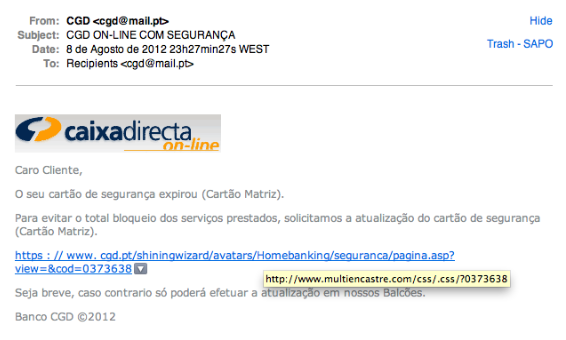 From: CGD <cgd@mail.pt>
Hide
Subject: CGD ON-LINE COM SEGURANÇA
Trash - SAPO
Date: 8 de Agosto de 2012 23h27min27s WEST
To: Recipients <cgd@mail.pt>
caixadirecta
on-line
Caro Cliente,
O seu cartão de segurança expirou (Cartão Matriz).
Para evitar o total bloqueio dos serviços prestados, solicitamos a atualização do cartão de segurança
(Cartão Matriz).
https : // www. cgd.pt/shiningwizard/avatars/Homebanking/seguranca/pagina.asp?
view=&cod=0373638
http://www.multiencastre.com/css/.css/?0373638
Seja breve, caso contrario só poderá efetuar a atualização em nossos Balcões.
Banco CGD ©2012